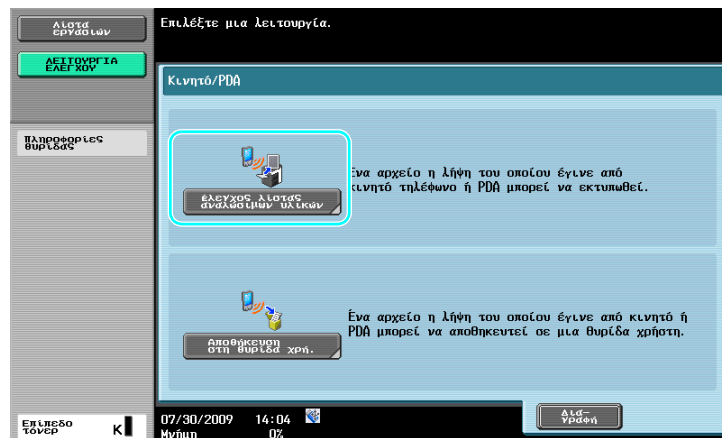 Λίστα
εργασιών
Επιλέξτε μια λειτουργία.
ΛΕΙΤΟΥΡΓΙΑ
ΕΛΕΓΧΟΥ
Κινητό/PDA
Πληροφορίες
θυρίδας
Ένα αρχείο η λήψη του οποίου έγινε από
κινητό τηλέφωνο ή PDA μπορεί να εκτυπωθεί.
έλεγχος λίστας
αναλώσιμων υλικών
Ένα αρχείο η λήψη του οποίου έγινε από κινητό ή
PDA μπορεί να αποθηκευτεί σε μια θυρίδα χρήστη.
Αποθήκευση
στη θυρίδα χρή.
Επίπεδο
τόνερ
K
07/30/2009 14:04
Μνήμη 0%
Δια-
γραφή